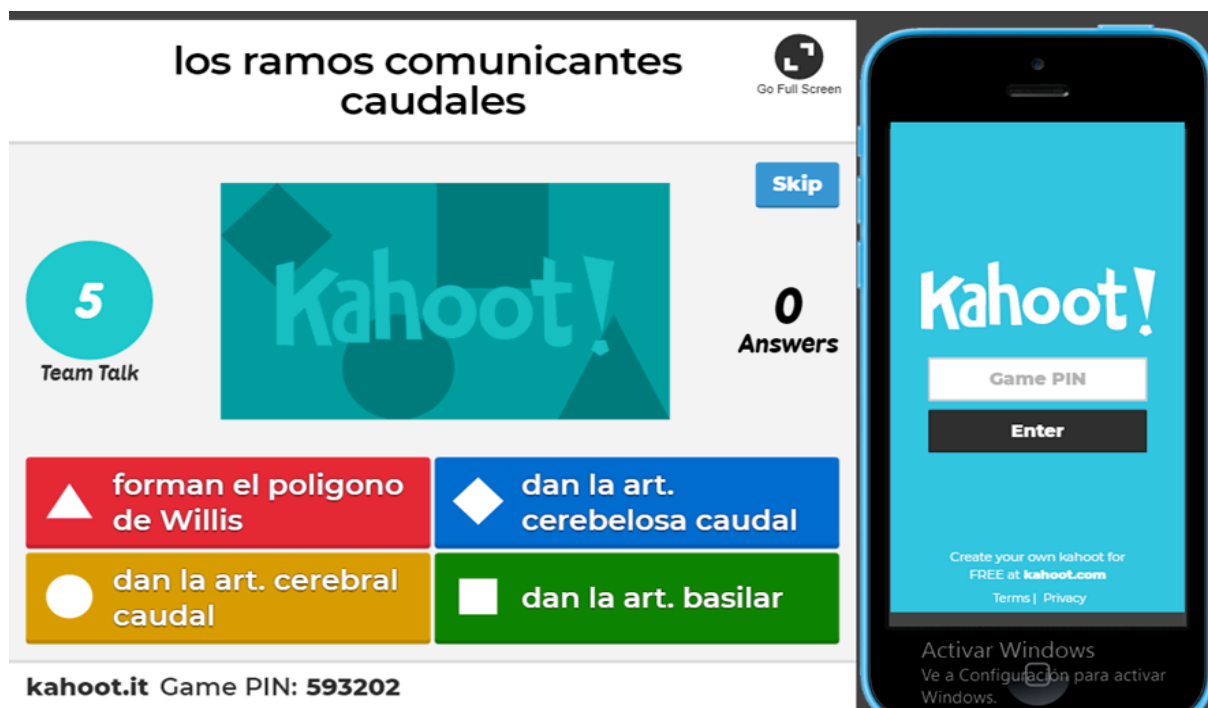 los ramos comunicantes
caudales
Go Full Screen
Skip
5
Team Talk
Kahoot!
0
Answers
forman el poligono
de Willis
dan la art.
cerebelosa caudal
dan la art. cerebral
caudal
dan la art. basilar
kahoot.it Game PIN: 593202
Kahoot!
Game PIN
Enter
Create your own kahoot for
FREE at kahoot.com
Terms | Privacy
Activar Windows
Ve a Configuración para activar
Windows.